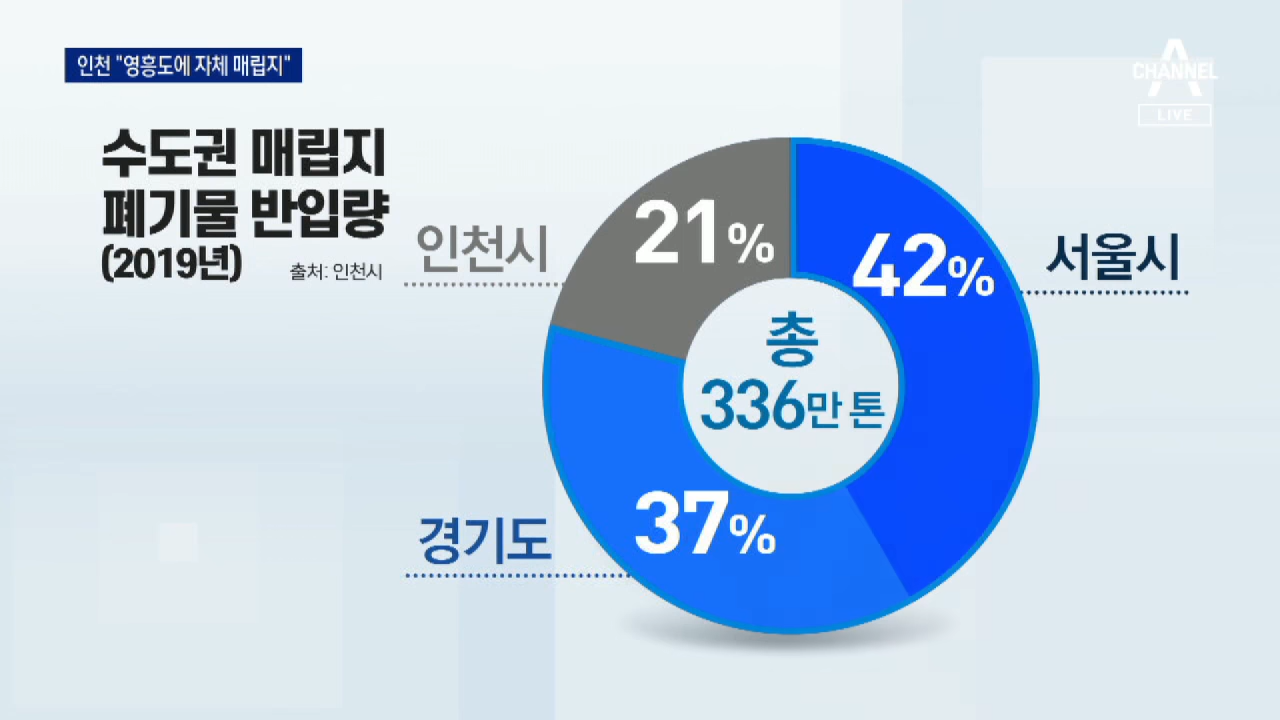 인천 "영흥도에 자체 매립지"
CHANNEL
LIVE
수도권 매립지
폐기물 반입량
(2019년)
출처: 인천시
인천시
21%
42%
서울시
총
336만 톤
경기도
37%